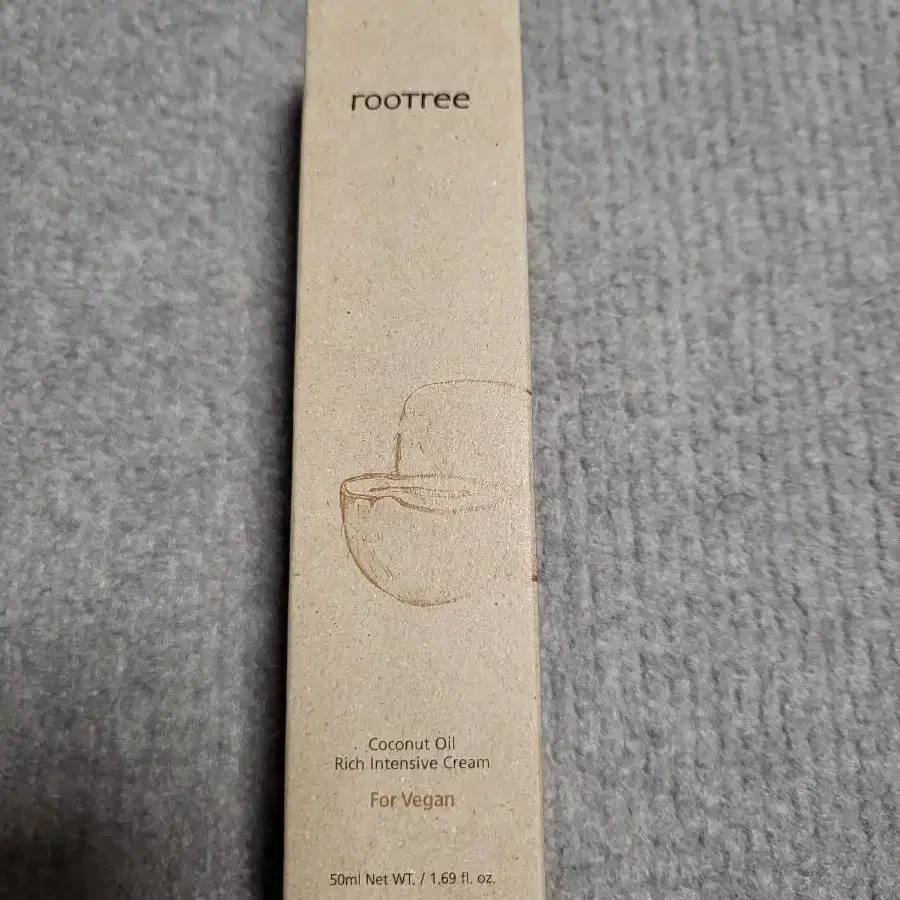 rooTree
Coconut Oil
Rich Intensive Cream
For Vegan
50ml Net WT. / 1.69 fl. oz.